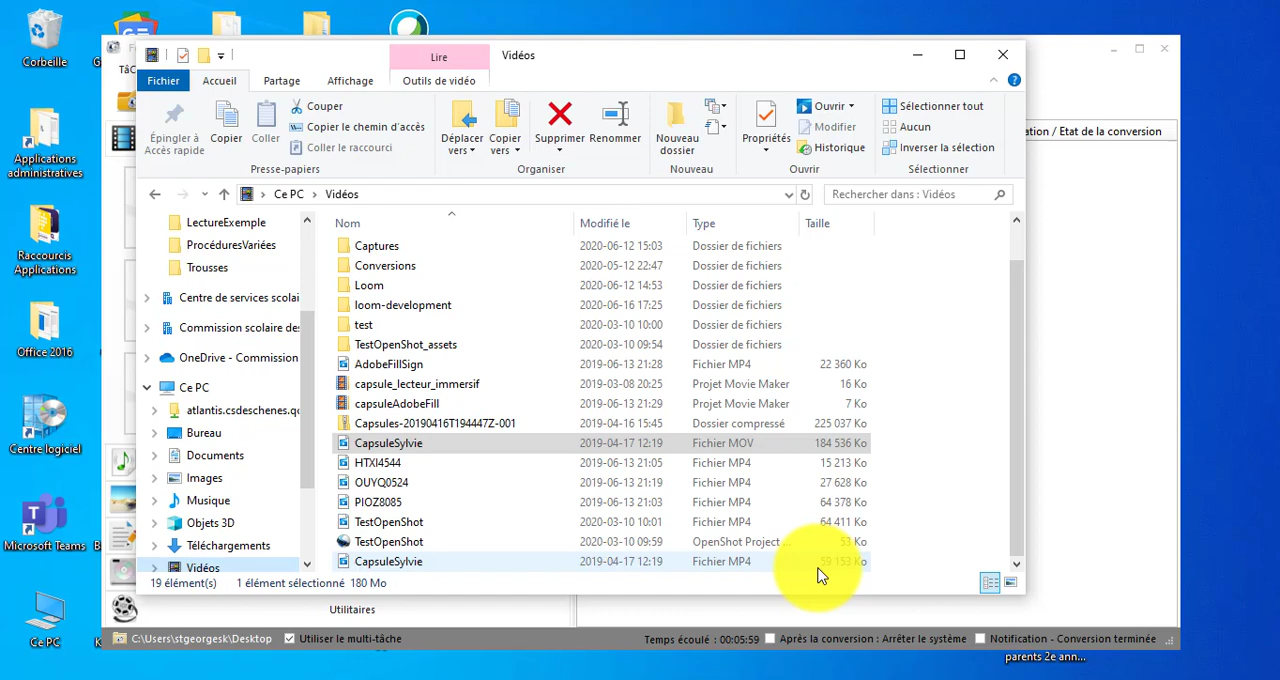 Corbeille
Applications
administratives
Raccourcis
Applications
Office 2016
Centre logiciel
Microsoft Teams
Ce PC
Lire
Vidéos
Fichier
Accueil
Partage
Affichage
Outils de vidéo
Épingler à
Accès rapide
Copier
Coller
Couper
Copier le chemin d'accès
Coller le raccourci
Presse-papiers
Déplacer
vers
Copier
vers
Supprimer
Renommer
Organiser
Nouveau
dossier
Nouveau
Propriétés
Ouvrir
Modifier
Historique
Ouvrir
Sélectionner tout
Aucun
Inverser la sélection
Sélectionner
ation / Etat de la conversion
Ce PC > Vidéos
Rechercher dans : Vidéos
LectureExemple
ProcéduresVariées
Trousses
Centre de services scolai
Commission scolaire des
OneDrive - Commission
Ce PC
atlantis.csdeschenes.qc
Bureau
Documents
Images
Musique
Objets 3D
Téléchargements
Vidéos
Nom Modifié le Type Taille
Captures 2020-06-12 15:03 Dossier de fichiers
Conversions 2020-05-12 22:47 Dossier de fichiers
Loom 2020-06-12 14:53 Dossier de fichiers
loom-development 2020-06-16 17:25 Dossier de fichiers
test 2020-03-10 10:00 Dossier de fichiers
TestOpenShot_assets 2020-03-10 09:54 Dossier de fichiers
AdobeFillSign 2019-06-13 21:28 Fichier MP4 22 360 Ko
capsule_lecteur_immersif 2019-03-08 20:25 Projet Movie Maker 16 Ko
capsuleAdobeFill 2019-06-13 21:29 Projet Movie Maker 7 Ko
Capsules-20190416T194447Z-001 2019-04-16 15:45 Dossier compressé 225 037 Ko
CapsuleSylvie 2019-04-17 12:19 Fichier MOV 184 536 Ko
HTXI4544 2019-06-13 21:05 Fichier MP4 15 213 Ko
OUYQ0524 2019-06-13 21:19 Fichier MP4 27 628 Ko
PIOZ8085 2019-06-13 21:03 Fichier MP4 64 378 Ko
TestOpenShot 2020-03-10 10:01 Fichier MP4 64 411 Ko
TestOpenShot 2020-03-10 09:59 OpenShot Project ... 53 Ko
CapsuleSylvie 2019-04-17 12:19 Fichier MP4 59 153 Ko
19 élément(s) 1 élément sélectionné 180 Mo
Utilitaires
C:\Users\stgeorgesk\Desktop
Utiliser le multi-tâche
Temps écoulé : 00:05:59
Après la conversion : Arrêter le système
Notification - Conversion terminée
parents 2e ann...